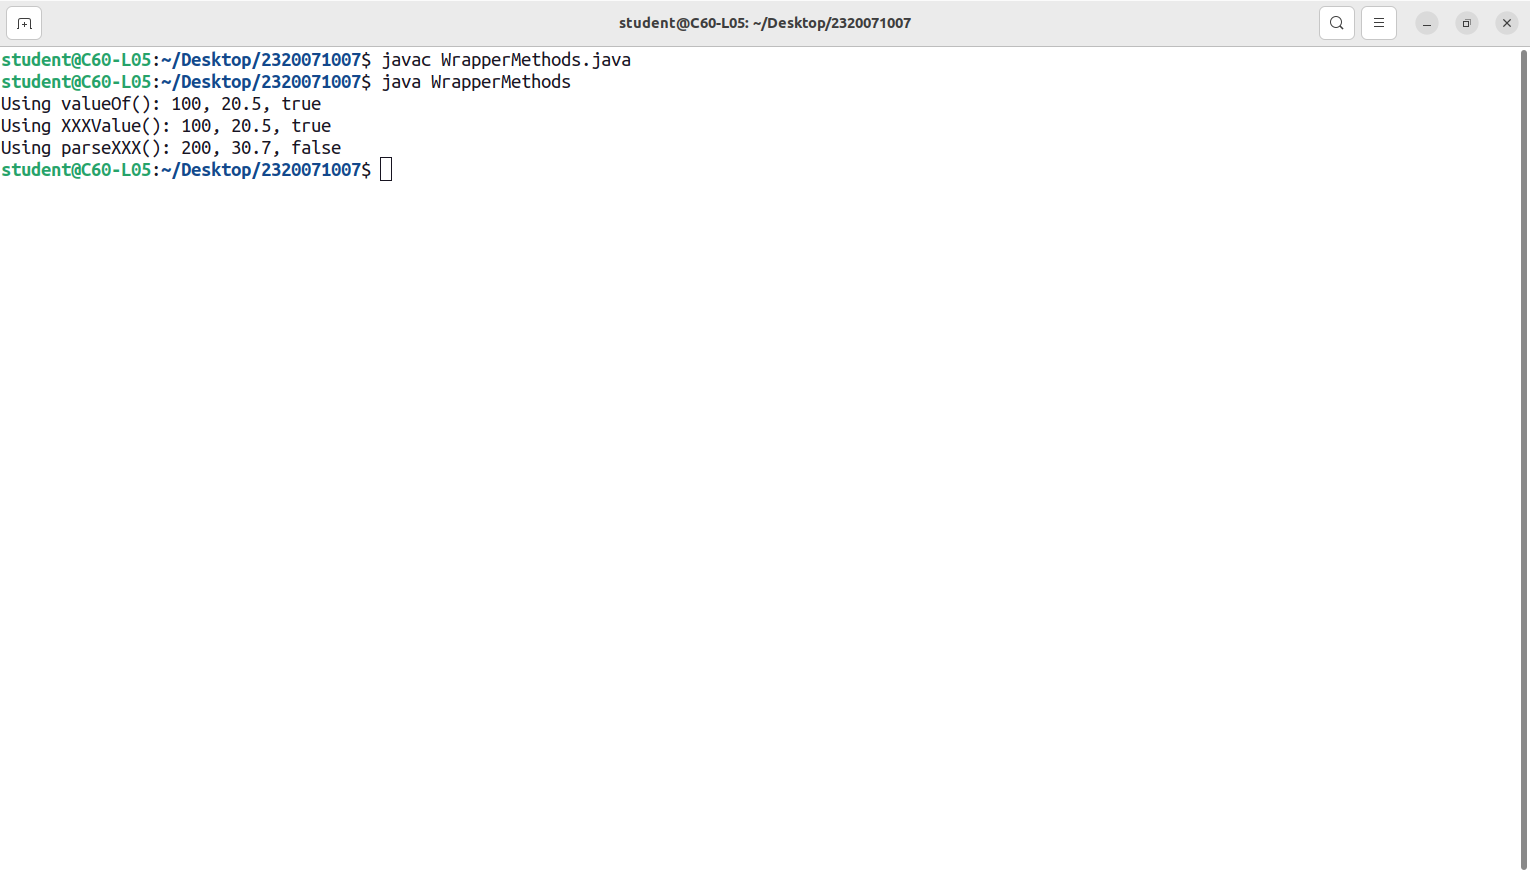 student@C60-L05: ~/Desktop/2320071007
student@C60-L05:~/Desktop/2320071007$ javac WrapperMethods.java
student@C60-L05:~/Desktop/2320071007$ java WrapperMethods
Using valueOf(): 100, 20.5, true
Using XXXValue(): 100, 20.5, true
Using parseXXX(): 200, 30.7, false
student@C60-L05:~/Desktop/2320071007$